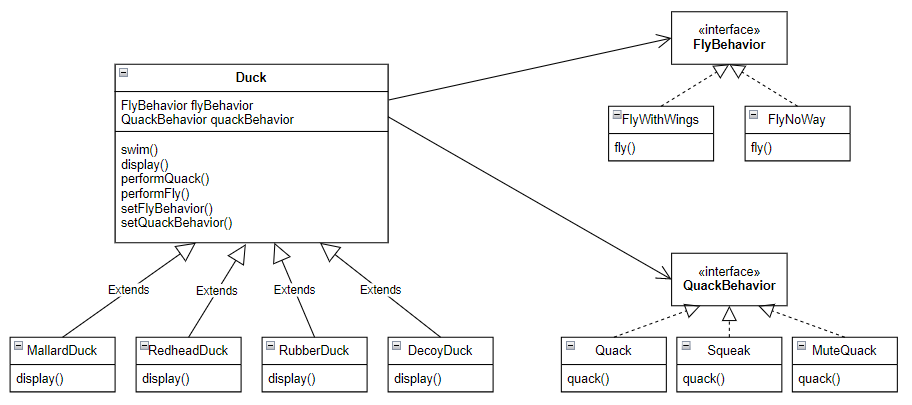 «interface»
FlyBehavior
Duck
FlyBehavior flyBehavior
QuackBehavior quackBehavior
swim()
display()
performQuack()
performFly()
setFlyBehavior()
setQuackBehavior()
FlyWithWings
fly()
FlyNoWay
fly()
«interface»
QuackBehavior
Extends
Extends
Extends
Extends
MallardDuck
display()
RedheadDuck
display()
RubberDuck
display()
DecoyDuck
display()
Quack
quack()
Squeak
quack()
MuteQuack
quack()